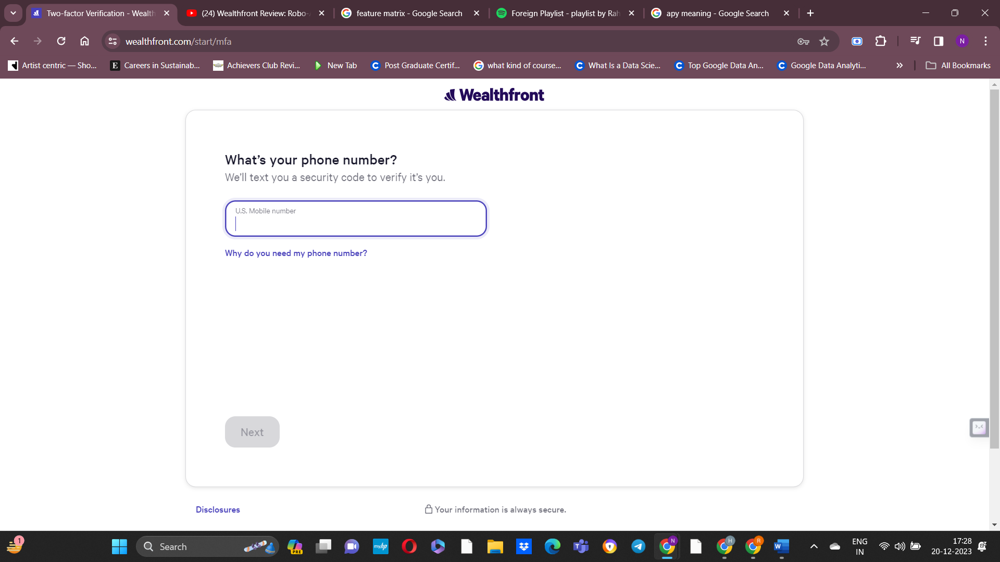 Two-factor Verification - Wealth
(24) Wealthfront Review: Robo-
feature matrix - Google Search
Foreign Playlist - playlist by Rah
apy meaning - Google Search
wealthfront.com/start/mfa
N
Artist centric — Sho...
E
Careers in Sustainab...
Achievers Club Revi...
New Tab
Post Graduate Certif...
what kind of course...
What Is a Data Scie...
Top Google Data An...
Google Data Analyti...
All Bookmarks
Wealthfront
What's your phone number?
We'll text you a security code to verify it's you.
U.S. Mobile number
Why do you need my phone number?
Next
Disclosures
Your information is always secure.
1
Search
PRE
myhp
N
H
R
W
ENG
IN
17:28
20-12-2023